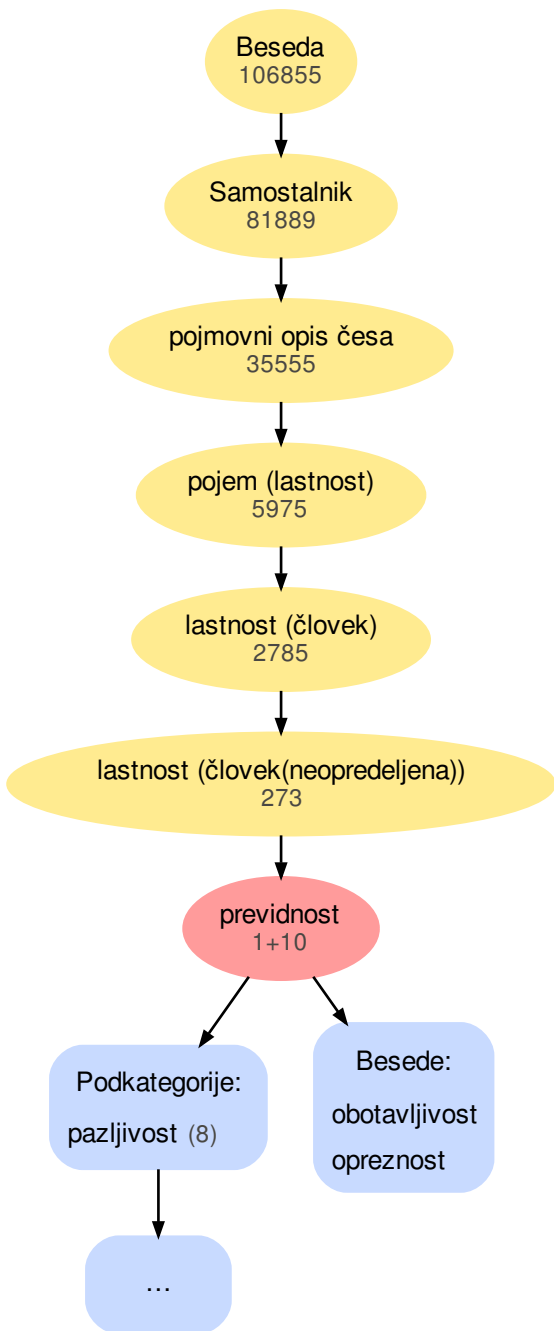 Beseda
106855
Samostalnik
81889
pojmovni opis česa
35555
pojem (lastnost)
5975
lastnost (človek)
2785
lastnost (človek(neopredeljena))
273
previdnost
1+10
Podkategorije:
pazljivost (8)
Besede:
obotavljivost
opreznost
...